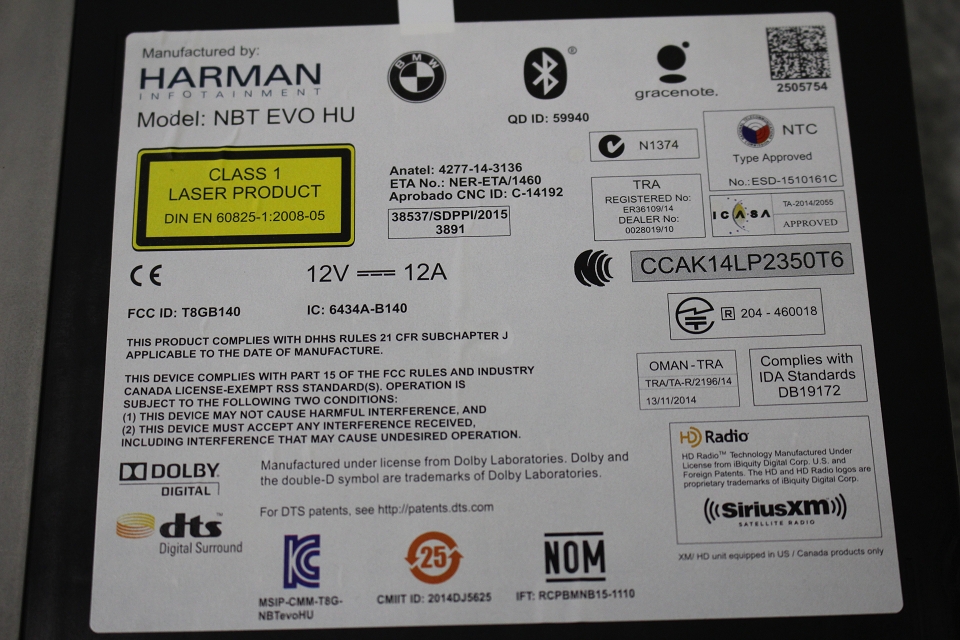 Manufactured by:
HARMAN
INFOTAINMENT
Model: NBT EVO HU
BMW
®
QD ID: 59940
gracenote.
2505754
CLASS 1
LASER PRODUCT
DIN EN 60825-1:2008-05
Anatel: 4277-14-3136
ETA No.: NER-ETA/1460
Aprobado CNC ID: C-14192
38537/SDPPI/2015
3891
N1374
NTC
Type Approved
No.:ESD-1510161C
TRA
REGISTERED No:
ER36109/14
DEALER No:
0028019/10
ICASA
TA-2014/2055
APPROVED
CE
12V 12A
CCAK14LP2350T6
FCC ID: T8GB140
IC: 6434A-B140
R 204 - 460018
THIS PRODUCT COMPLIES WITH DHHS RULES 21 CFR SUBCHAPTER J
APPLICABLE TO THE DATE OF MANUFACTURE.
THIS DEVICE COMPLIES WITH PART 15 OF THE FCC RULES AND INDUSTRY
CANADA LICENSE-EXEMPT RSS STANDARD(S). OPERATION IS
SUBJECT TO THE FOLLOWING TWO CONDITIONS:
(1) THIS DEVICE MAY NOT CAUSE HARMFUL INTERFERENCE, AND
(2) THIS DEVICE MUST ACCEPT ANY INTERFERENCE RECEIVED,
INCLUDING INTERFERENCE THAT MAY CAUSE UNDESIRED OPERATION.
OMAN-TRA
TRA/TA-R/2196/14
13/11/2014
Complies with
IDA Standards
DB19172
DOLBY
DIGITAL
Manufactured under license from Dolby Laboratories. Dolby and
the double-D symbol are trademarks of Dolby Laboratories.
HD Radio
HD Radio™ Technology Manufactured Under
License from iBiquity Digital Corp. U.S. and
Foreign Patents. The HD and HD Radio logos are
proprietary trademarks of iBiquity Digital Corp.
((SiriusXM))
SATELLITE RADIO
dts™
Digital Surround
For DTS patents, see http://patents.dts.com
XM/ HD unit equipped in US / Canada products only
MSIP-CMM-T8G-
NBTevoHU
25
CMIIT ID: 2014DJ5625
NOM
IFT: RCPBMNB15-1110